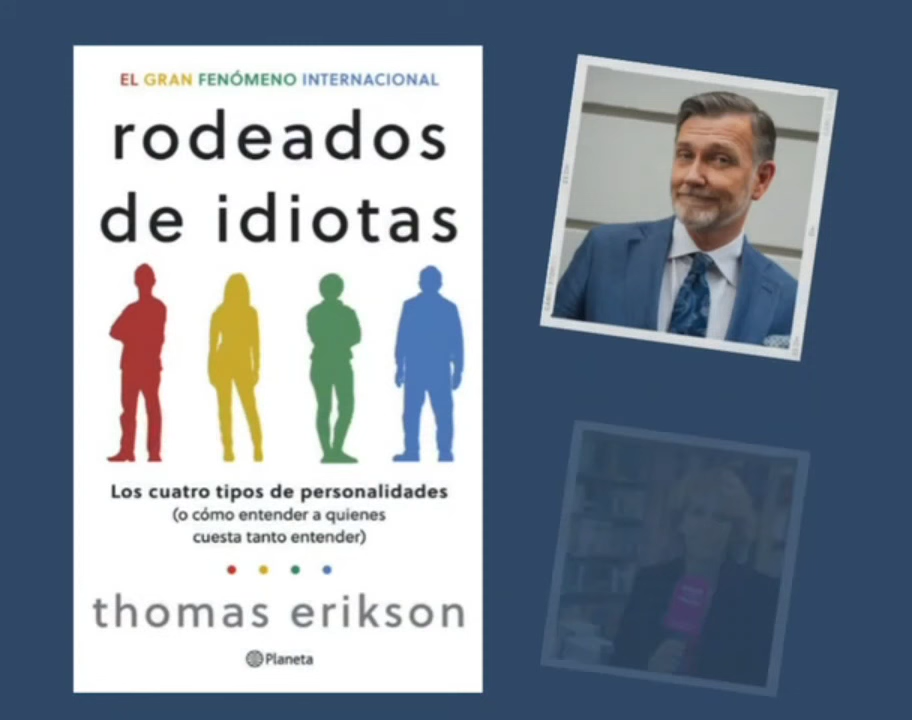 EL GRAN FENÓMENO INTERNACIONAL
rodeados
de idiotas
Los cuatro tipos de personalidades
(o cómo entender a quienes
cuesta tanto entender)
thomas erikson
Planeta